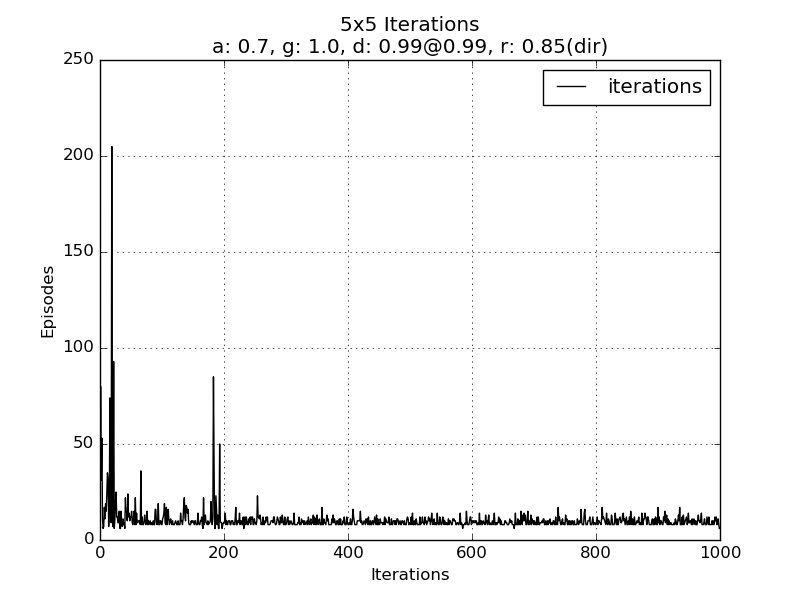 5x5 Iterations
a: 0.7, g: 1.0, d: 0.99@0.99, r: 0.85(dir)
250
iterations
200
150
Episodes
100
50
0
0 200 400 600 800 1000
Iterations